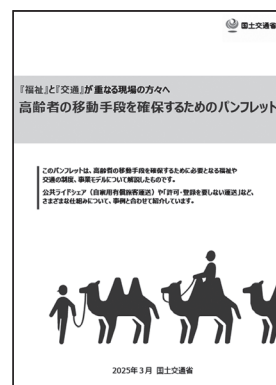 国土交通省
『福祉』と『交通』が重なる現場の方々へ
高齢者の移動手段を確保するためのパンフレット
このパンフレットは、高齢者の移動手段を確保するために必要となる福祉や
交通の制度、事業モデルについて解説したものです。
公共ライドシェア（自家用有償旅客運送）や「許可・登録を要しない運送」など、
さまざまな仕組みについて、事例と合わせて紹介しています。
2025年3月 国土交通省